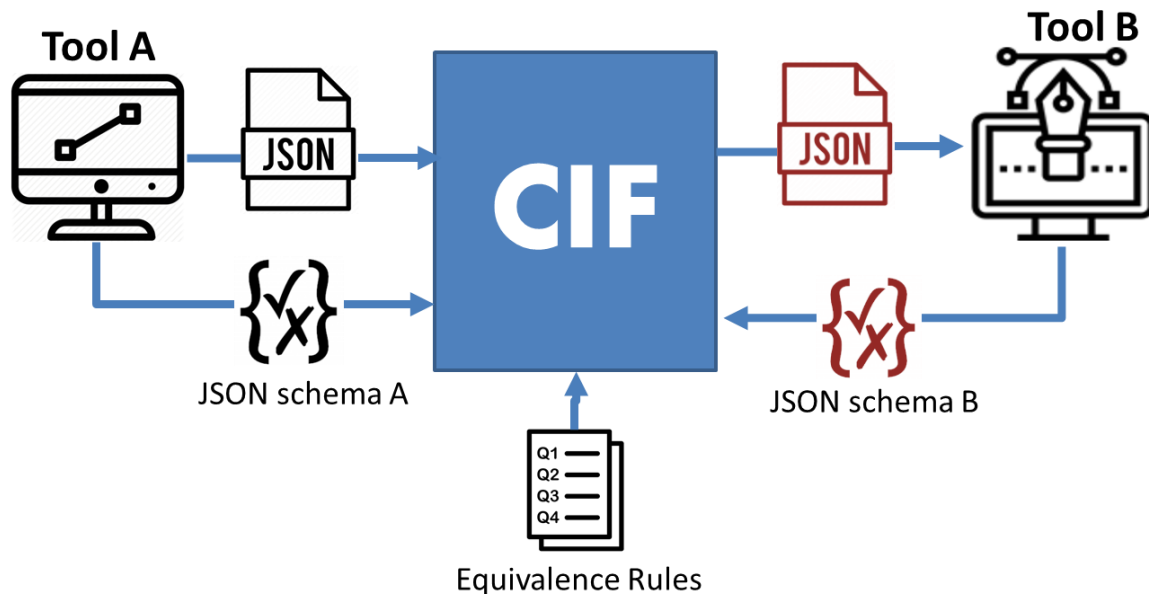 Tool A
Tool B
JSON
CIF
JSON
JSON schema A
JSON schema B
Q1
Q2
Q3
Q4
Equivalence Rules